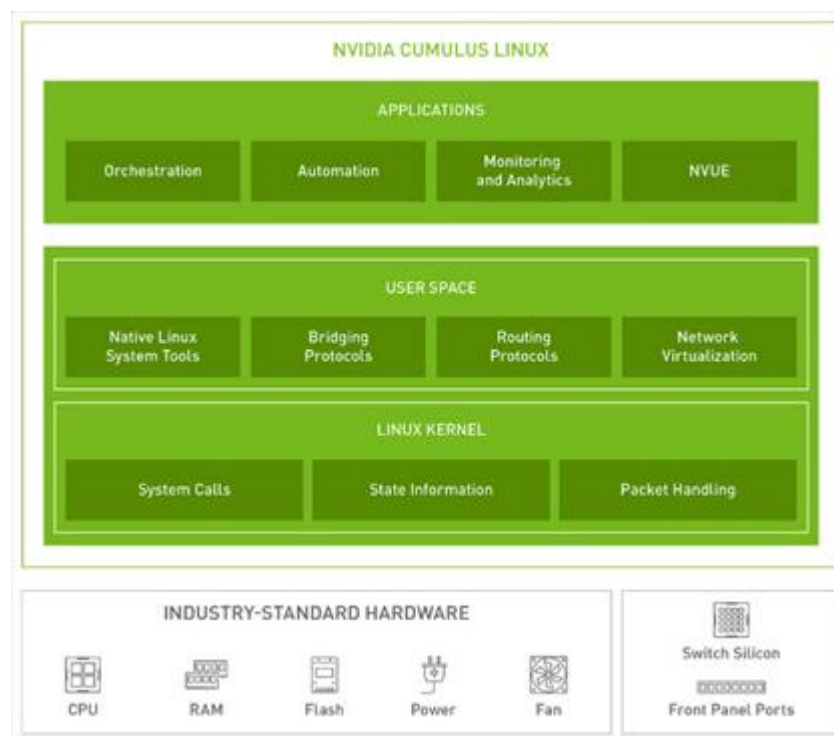 NVIDIA CUMULUS LINUX
APPLICATIONS
Orchestration
Automation
Monitoring
and Analytics
NVUE
USER SPACE
Native Linux
System Tools
Bridging
Protocols
Routing
Protocols
Network
Virtualization
LINUX KERNEL
System Calls
State Information
Packet Handling
INDUSTRY-STANDARD HARDWARE
CPU
RAM
Flash
Power
Fan
Switch Silicon
Front Panel Ports